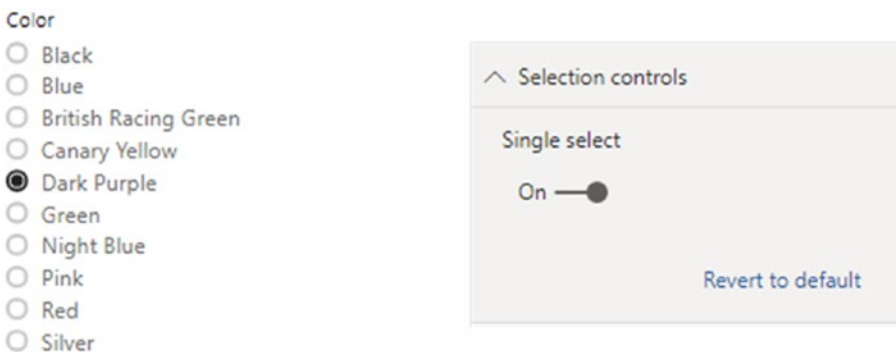 Color
Black
Blue
British Racing Green
Canary Yellow
Dark Purple
Green
Night Blue
Pink
Red
Silver
Selection controls
Single select
On
Revert to default